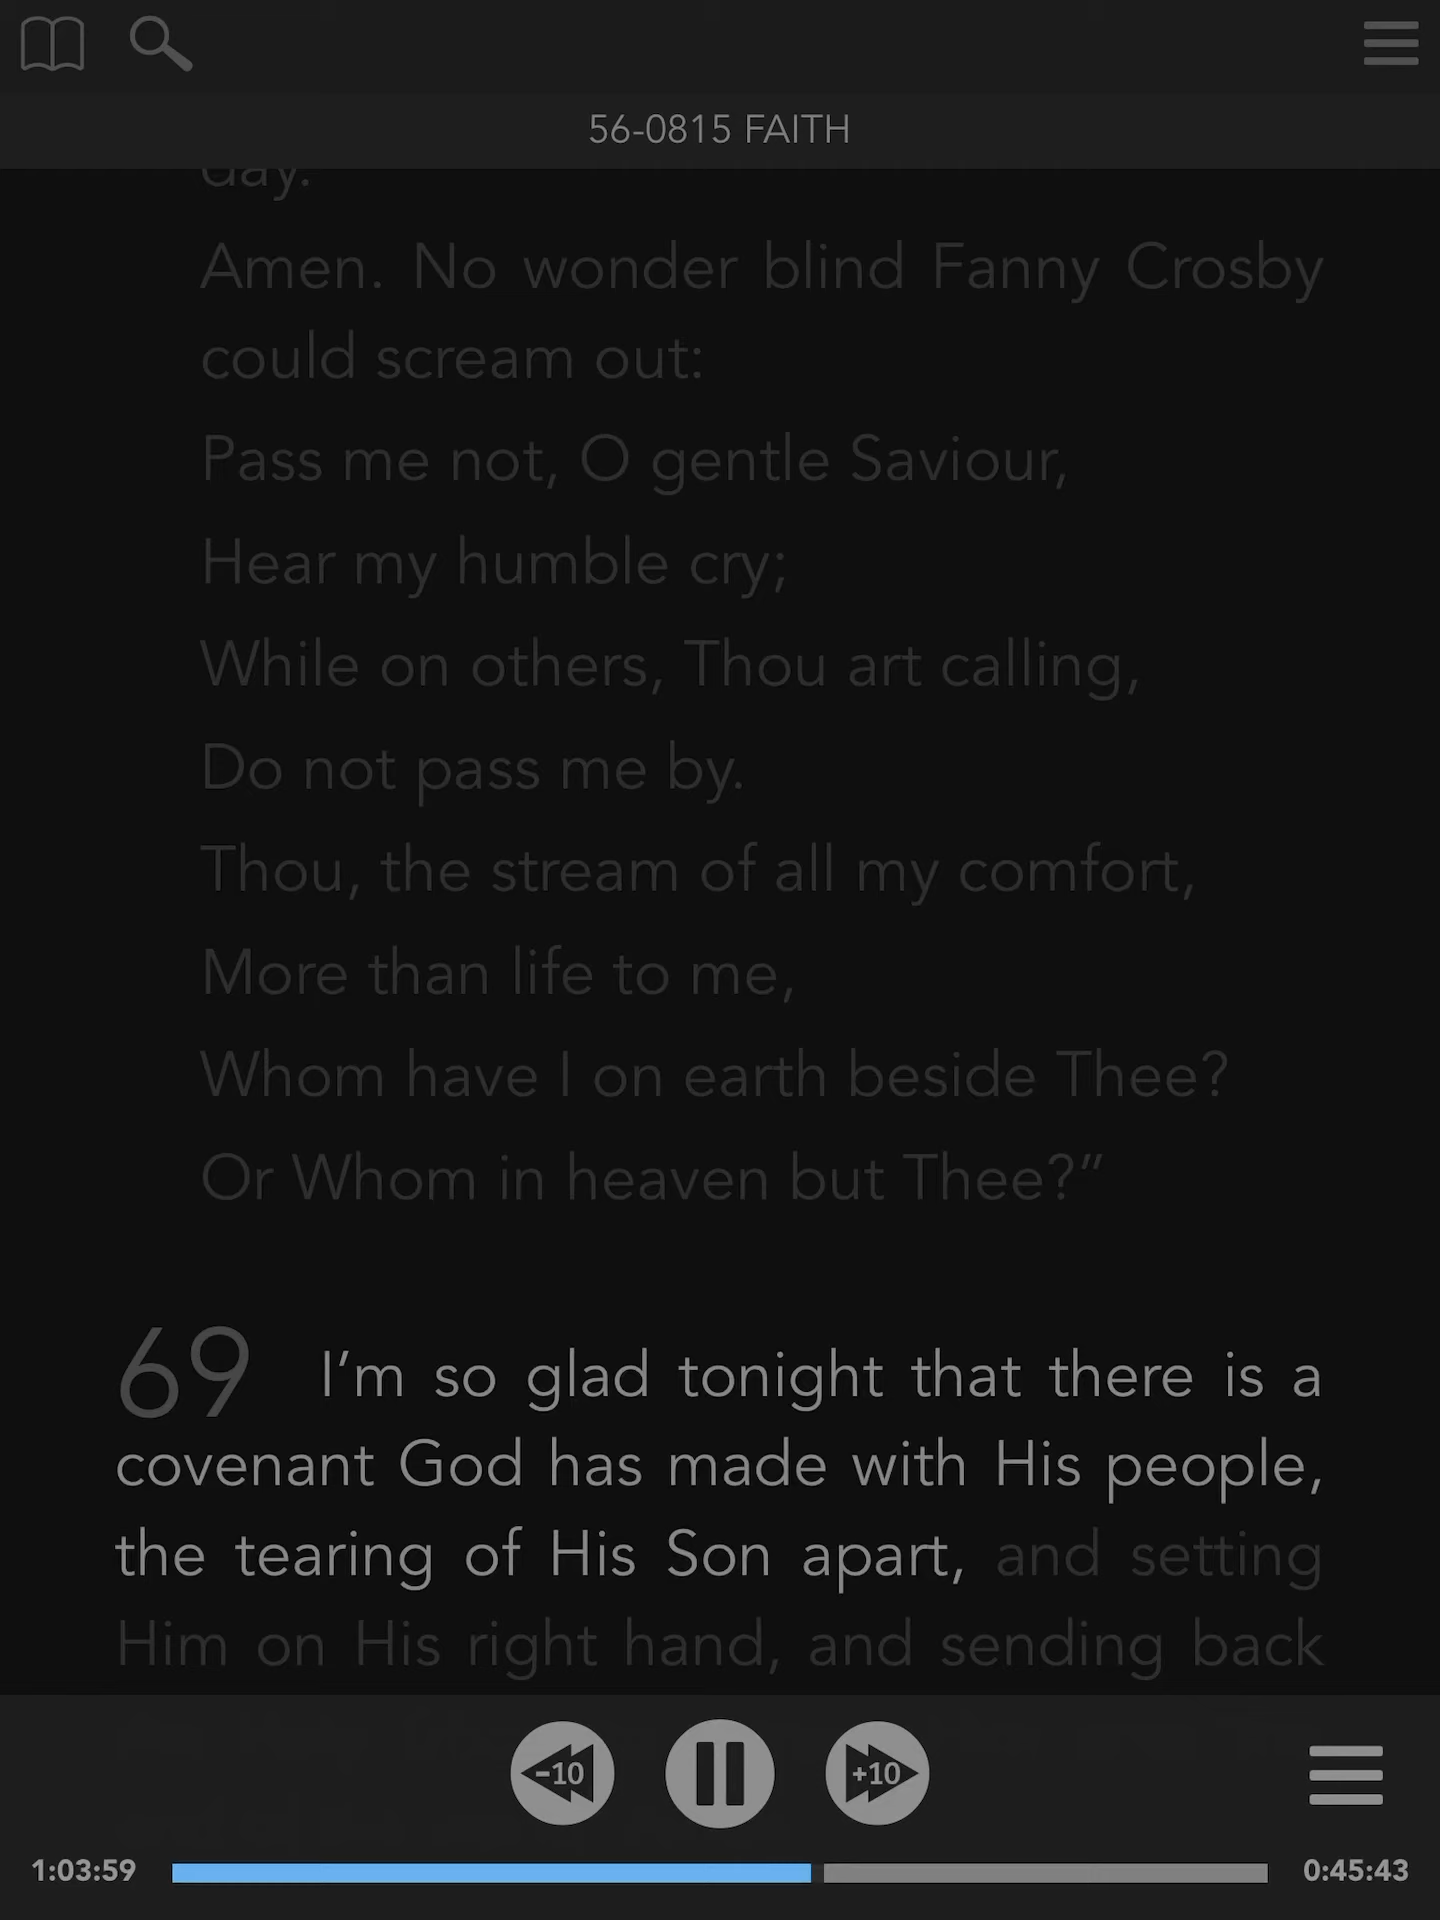 56-0815 FAITH
day.
Amen. No wonder blind Fanny Crosby
could scream out:
Pass me not, O gentle Saviour,
Hear my humble cry;
While on others, Thou art calling,
Do not pass me by.
Thou, the stream of all my comfort,
More than life to me,
Whom have I on earth beside Thee?
Or Whom in heaven but Thee?”
69 I’m so glad tonight that there is a
covenant God has made with His people,
the tearing of His Son apart, and setting
Him on His right hand, and sending back
-10 +10
1:03:59 0:45:43